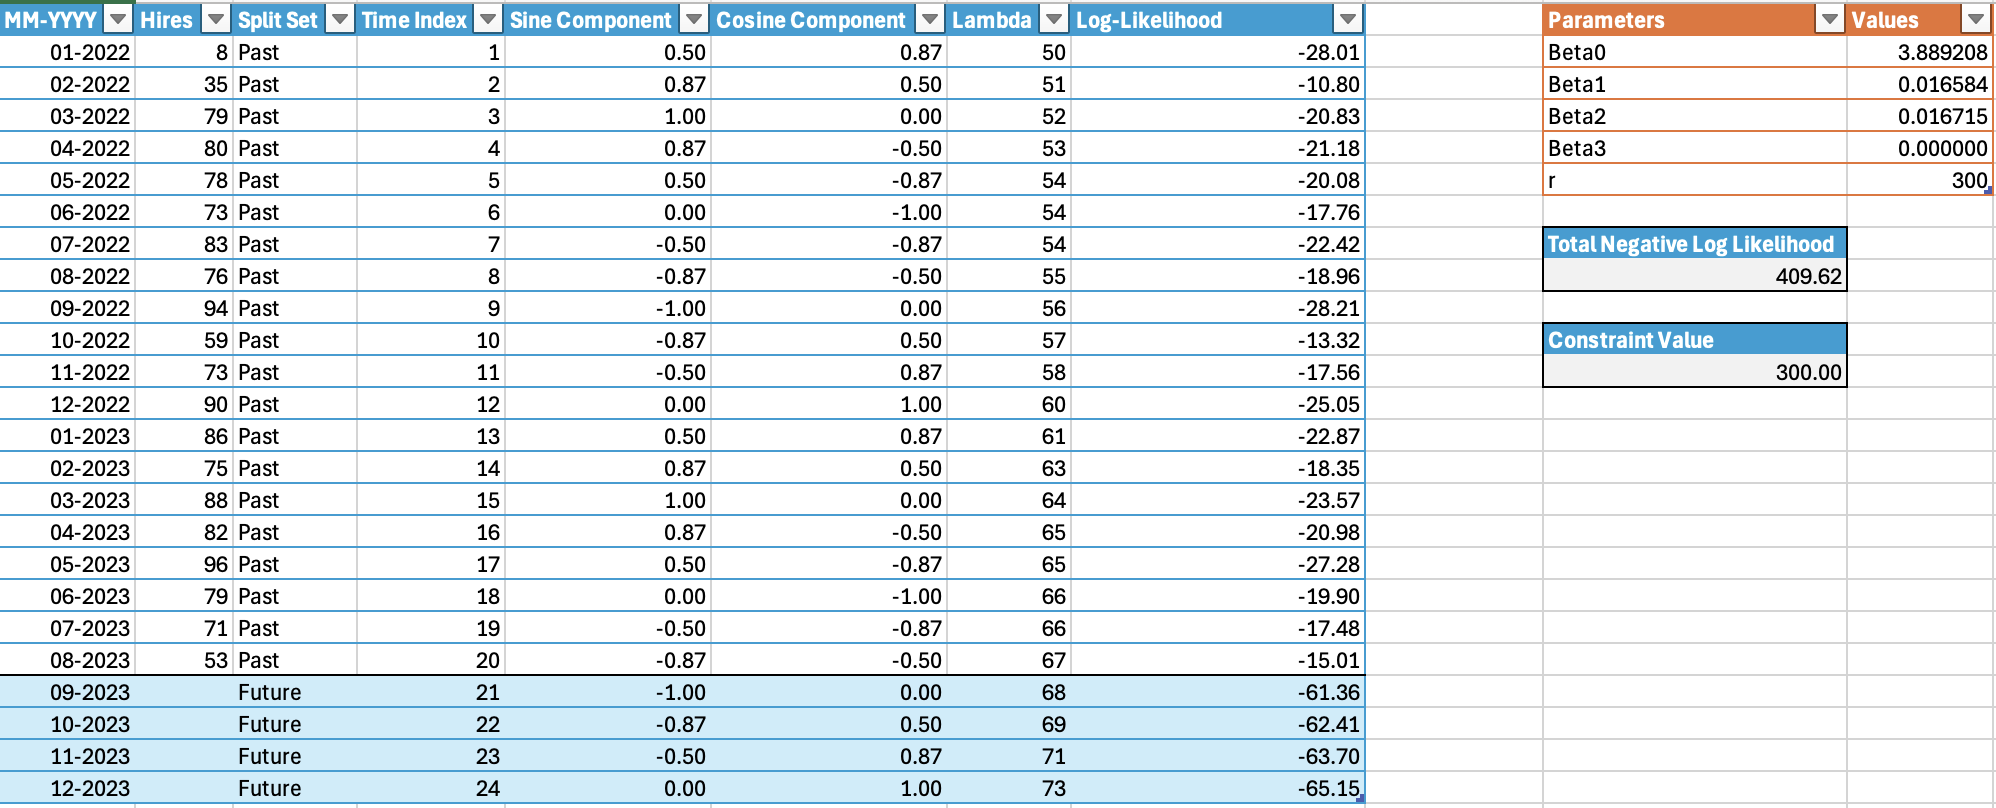 MM-YYYY Hires Split Set Time Index Sine Component Cosine Component Lambda Log-Likelihood Parameters Values
01-2022 8 Past 1 0.50 0.87 50 -28.01 Beta0 3.889208
02-2022 35 Past 2 0.87 0.50 51 -10.80 Beta1 0.016584
03-2022 79 Past 3 1.00 0.00 52 -20.83 Beta2 0.016715
04-2022 80 Past 4 0.87 -0.50 53 -21.18 Beta3 0.000000
05-2022 78 Past 5 0.50 -0.87 54 -20.08 r 300
06-2022 73 Past 6 0.00 -1.00 54 -17.76
07-2022 83 Past 7 -0.50 -0.87 54 -22.42 Total Negative Log Likelihood
08-2022 76 Past 8 -0.87 -0.50 55 -18.96 409.62
09-2022 94 Past 9 -1.00 0.00 56 -28.21
10-2022 59 Past 10 -0.87 0.50 57 -13.32 Constraint Value
11-2022 73 Past 11 -0.50 0.87 58 -17.56 300.00
12-2022 90 Past 12 0.00 1.00 60 -25.05
01-2023 86 Past 13 0.50 0.87 61 -22.87
02-2023 75 Past 14 0.87 0.50 63 -18.35
03-2023 88 Past 15 1.00 0.00 64 -23.57
04-2023 82 Past 16 0.87 -0.50 65 -20.98
05-2023 96 Past 17 0.50 -0.87 65 -27.28
06-2023 79 Past 18 0.00 -1.00 66 -19.90
07-2023 71 Past 19 -0.50 -0.87 66 -17.48
08-2023 53 Past 20 -0.87 -0.50 67 -15.01
09-2023 Future 21 -1.00 0.00 68 -61.36
10-2023 Future 22 -0.87 0.50 69 -62.41
11-2023 Future 23 -0.50 0.87 71 -63.70
12-2023 Future 24 0.00 1.00 73 -65.15